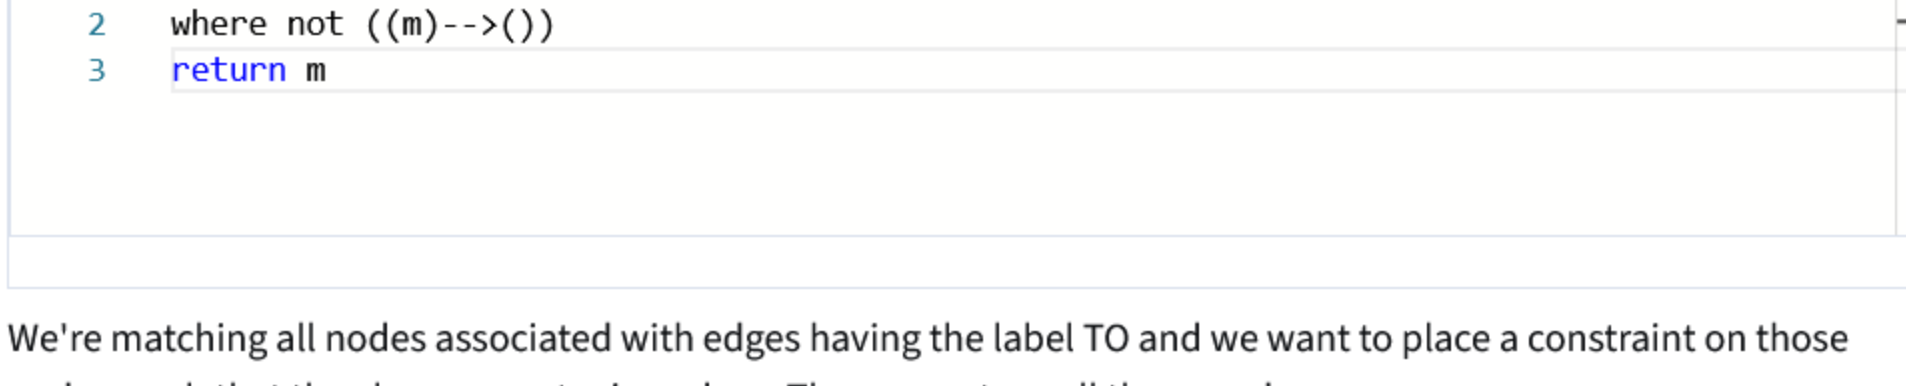 2 where not ((m)-->())
3 return m
We're matching all nodes associated with edges having the label TO and we want to place a constraint on those